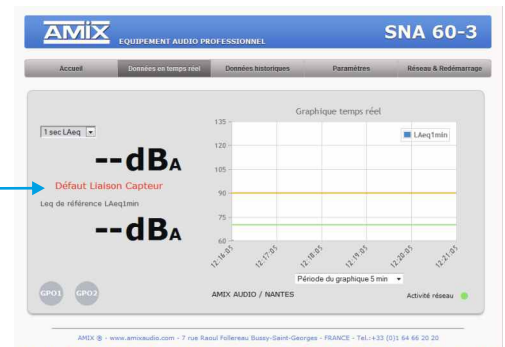 AMIX
EQUIPEMENT AUDIO PROFESSIONNEL
SNA 60-3
Accueil
Données en temps réel
Données historiques
Paramètres
Réseau & Redémarrage
1 sec LAeq
--dBA
Défaut Liaison Capteur
Leq de référence LAeq1min
--dBA
GPO1
GPO2
Graphique temps réel
LAeq1min
135
120
105
90
75
60
12:16:05
12:17:05
12:18:05
12:19:05
12:20:05
12:21:05
Période du graphique 5 min
AMIX AUDIO / NANTES
Activité réseau
AMIX ® - www.amixaudio.com - 7 rue Raoul Follereau Bussy-Saint-Georges - FRANCE - Tel.:+33 (0)1 64 66 20 20